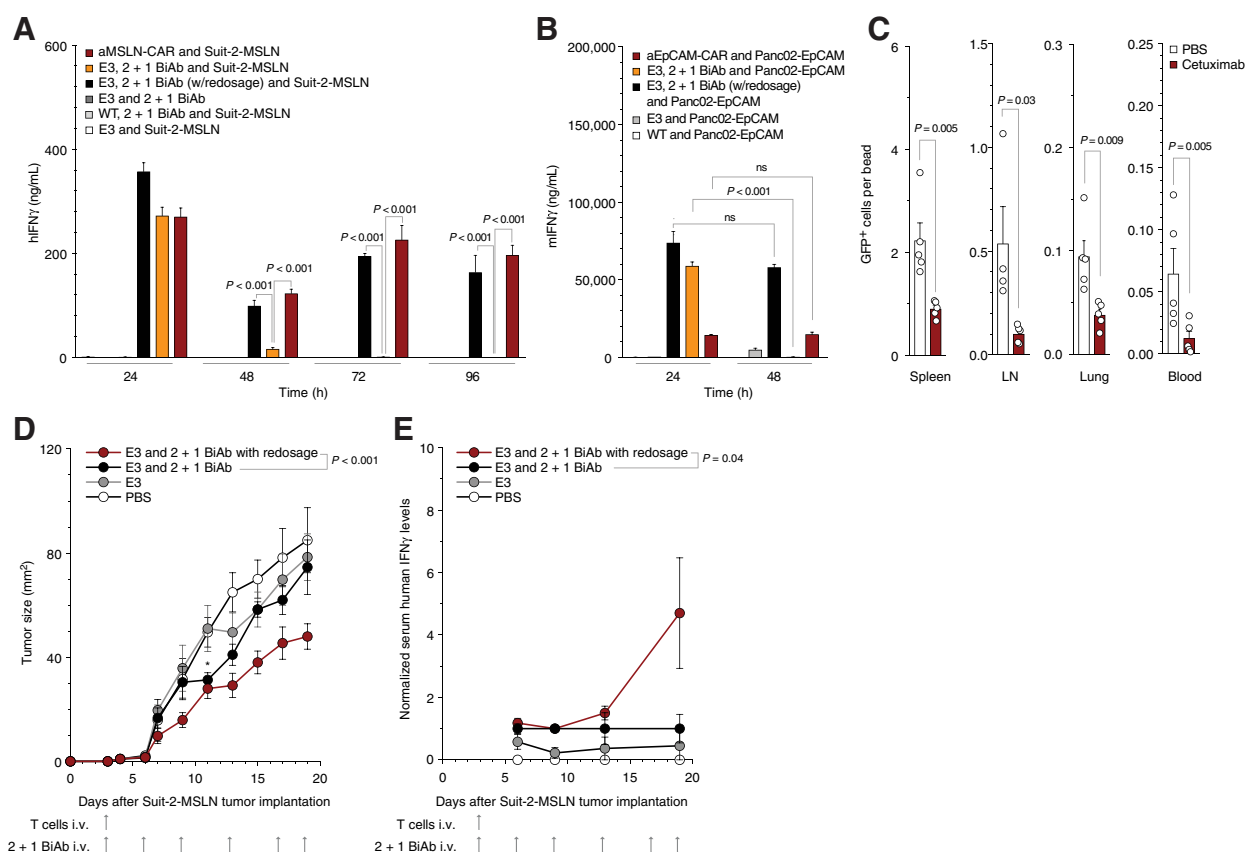 A
600
400
200
0
hIFNγ (ng/mL)
aMSLN-CAR and Suit-2-MSLN
E3, 2 + 1 BiAb and Suit-2-MSLN
E3, 2 + 1 BiAb (w/redosage) and Suit-2-MSLN
E3 and 2 + 1 BiAb
WT, 2 + 1 BiAb and Suit-2-MSLN
E3 and Suit-2-MSLN
P < 0.001
P < 0.001
P < 0.001
P < 0.001
P < 0.001
P < 0.001
24
48
72
96
Time (h)
B
200,000
150,000
100,000
50,000
0
mIFNγ (ng/mL)
aEpCAM-CAR and Panc02-EpCAM
E3, 2 + 1 BiAb and Panc02-EpCAM
E3, 2 + 1 BiAb (w/redosage)
and Panc02-EpCAM
E3 and Panc02-EpCAM
WT and Panc02-EpCAM
ns
P < 0.001
ns
24
48
Time (h)
C
GFP+ cells per bead
6
4
2
0
P = 0.005
Spleen
1.5
1.0
0.5
0.0
P = 0.03
LN
0.3
0.2
0.1
0.0
P = 0.009
Lung
0.25
0.20
0.15
0.10
0.05
0.00
P = 0.005
Blood
PBS
Cetuximab
D
120
80
40
0
Tumor size (mm²)
E3 and 2 + 1 BiAb with redosage
E3 and 2 + 1 BiAb
E3
PBS
P < 0.001
*
0
5
10
15
20
Days after Suit-2-MSLN tumor implantation
T cells i.v.
2 + 1 BiAb i.v.
E
10
8
6
4
2
0
Normalized serum human IFNγ levels
E3 and 2 + 1 BiAb with redosage
E3 and 2 + 1 BiAb
E3
PBS
P = 0.04
0
5
10
15
20
Days after Suit-2-MSLN tumor implantation
T cells i.v.
2 + 1 BiAb i.v.